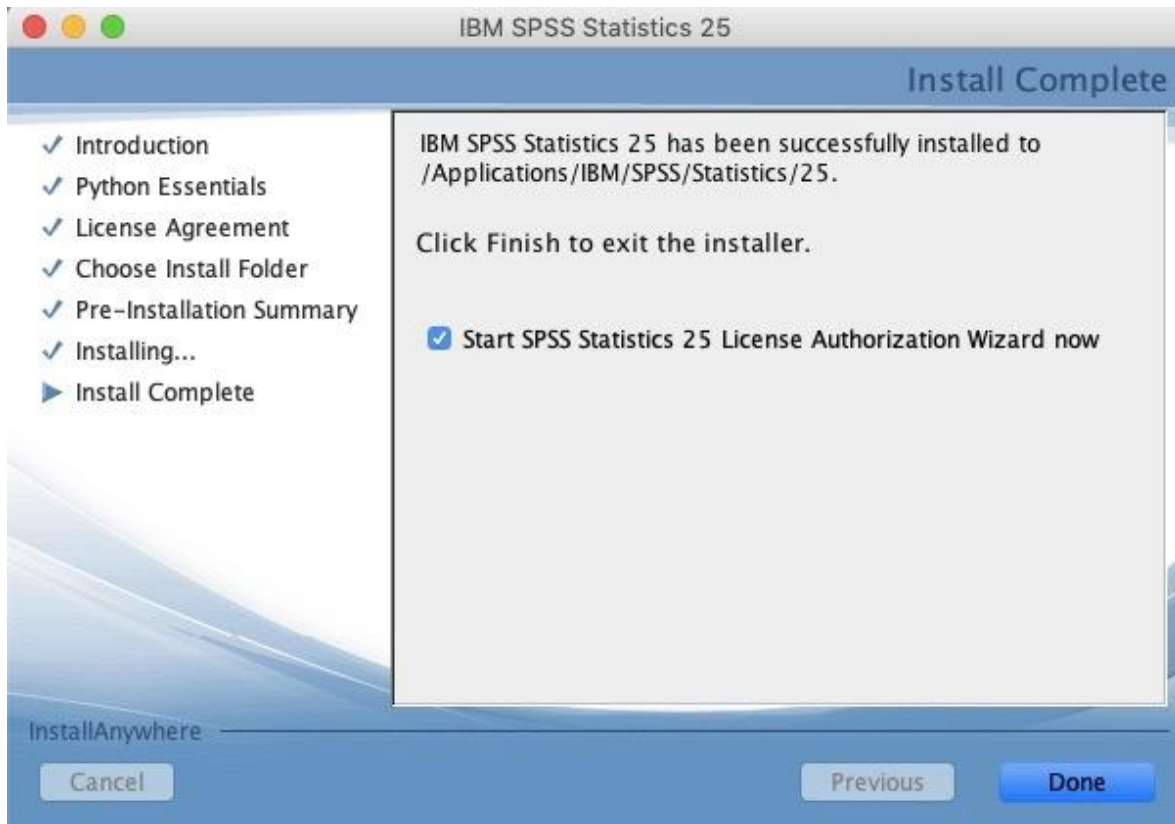 IBM SPSS Statistics 25
Install Complete
Introduction
Python Essentials
License Agreement
Choose Install Folder
Pre-Installation Summary
Installing...
Install Complete
IBM SPSS Statistics 25 has been successfully installed to
/Applications/IBM/SPSS/Statistics/25.
Click Finish to exit the installer.
Start SPSS Statistics 25 License Authorization Wizard now
InstallAnywhere
Cancel
Previous
Done